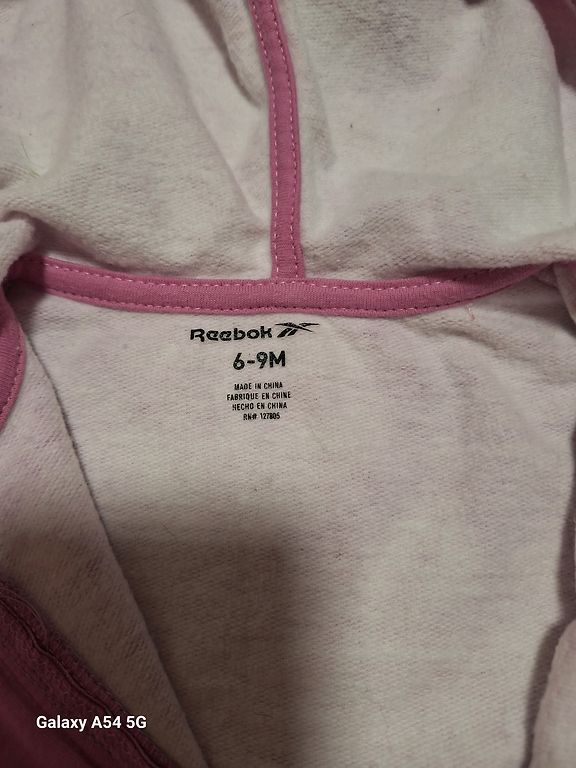 Reebok
6-9M
MADE IN CHINA
FABRIQUE EN CHINE
HECHO EN CHINA
RN# 127805
Galaxy A54 5G